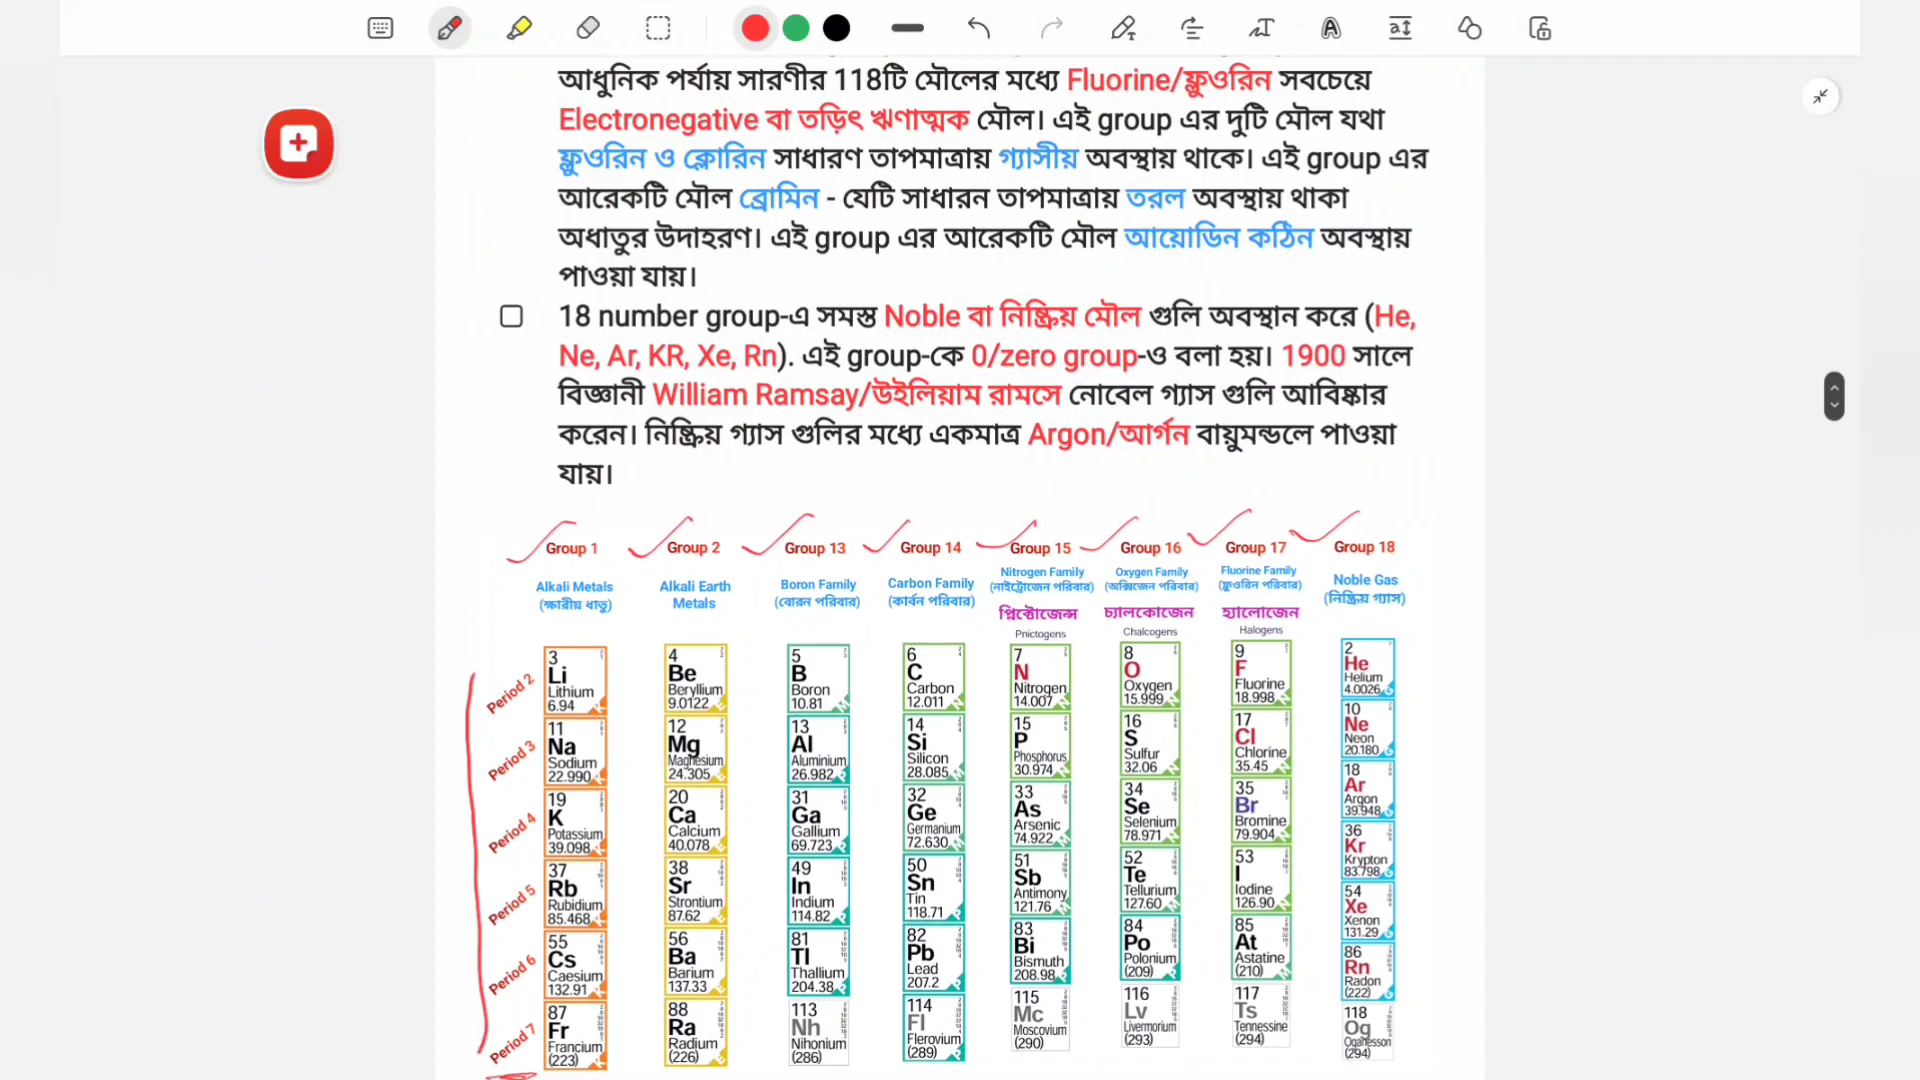 আধুনিক পর্যায় সারণীর 118টি মৌলের মধ্যে Fluorine/ফ্লুওরিন সবচেয়ে
Electronegative বা তড়িৎ ঋণাত্মক মৌল। এই group এর দুটি মৌল যথা
ফ্লুওরিন ও ক্লোরিন সাধারণ তাপমাত্রায় গ্যাসীয় অবস্থায় থাকে। এই group এর
আরেকটি মৌল ব্রোমিন - যেটি সাধারন তাপমাত্রায় তরল অবস্থায় থাকা
অধাতুর উদাহরণ। এই group এর আরেকটি মৌল আয়োডিন কঠিন অবস্থায়
পাওয়া যায়।
18 number group-এ সমস্ত Noble বা নিষ্ক্রিয় মৌল গুলি অবস্থান করে (He,
Ne, Ar, KR, Xe, Rn). এই group-কে 0/zero group-ও বলা হয়। 1900 সালে
বিজ্ঞানী William Ramsay/উইলিয়াম রামসে নোবেল গ্যাস গুলি আবিষ্কার
করেন। নিষ্ক্রিয় গ্যাস গুলির মধ্যে একমাত্র Argon/আর্গন বায়ুমন্ডলে পাওয়া
যায়।
Group 1 Group 2 Group 13 Group 14 Group 15 Group 16 Group 17 Group 18
Alkali Metals (ক্ষারীয় ধাতু)
Alkali Earth Metals
Boron Family (বোরন পরিবার)
Carbon Family (কার্বন পরিবার)
Nitrogen Family (নাইট্রোজেন পরিবার)
Oxygen Family (অক্সিজেন পরিবার)
Fluorine Family (ফ্লুওরিন পরিবার)
Noble Gas (নিষ্ক্রিয় গ্যাস)
প্নিক্টোজেন্স চ্যালকোজেন হ্যালোজেন
Pnictogens Chalcogens Halogens
Period 2
3 Li Lithium 6.94
4 Be Beryllium 9.0122
5 B Boron 10.81
6 C Carbon 12.011
7 N Nitrogen 14.007
8 O Oxygen 15.999
9 F Fluorine 18.998
2 He Helium 4.0026
Period 3
11 Na Sodium 22.990
12 Mg Magnesium 24.305
13 Al Aluminium 26.982
14 Si Silicon 28.085
15 P Phosphorus 30.974
16 S Sulfur 32.06
17 Cl Chlorine 35.45
10 Ne Neon 20.180
Period 4
19 K Potassium 39.098
20 Ca Calcium 40.078
31 Ga Gallium 69.723
32 Ge Germanium 72.630
33 As Arsenic 74.922
34 Se Selenium 78.971
35 Br Bromine 79.904
18 Ar Argon 39.948
Period 5
37 Rb Rubidium 85.468
38 Sr Strontium 87.62
49 In Indium 114.82
50 Sn Tin 118.71
51 Sb Antimony 121.76
52 Te Tellurium 127.60
53 I Iodine 126.90
36 Kr Krypton 83.798
54 Xe Xenon 131.29
Period 6
55 Cs Caesium 132.91
56 Ba Barium 137.33
81 Tl Thallium 204.38
82 Pb Lead 207.2
83 Bi Bismuth 208.98
84 Po Polonium (209)
85 At Astatine (210)
86 Rn Radon (222)
Period 7
87 Fr Francium (223)
88 Ra Radium (226)
113 Nh Nihonium (286)
114 Fl Flerovium (289)
115 Mc Moscovium (290)
116 Lv Livermorium (293)
117 Ts Tennessine (294)
118 Og Oganesson (294)